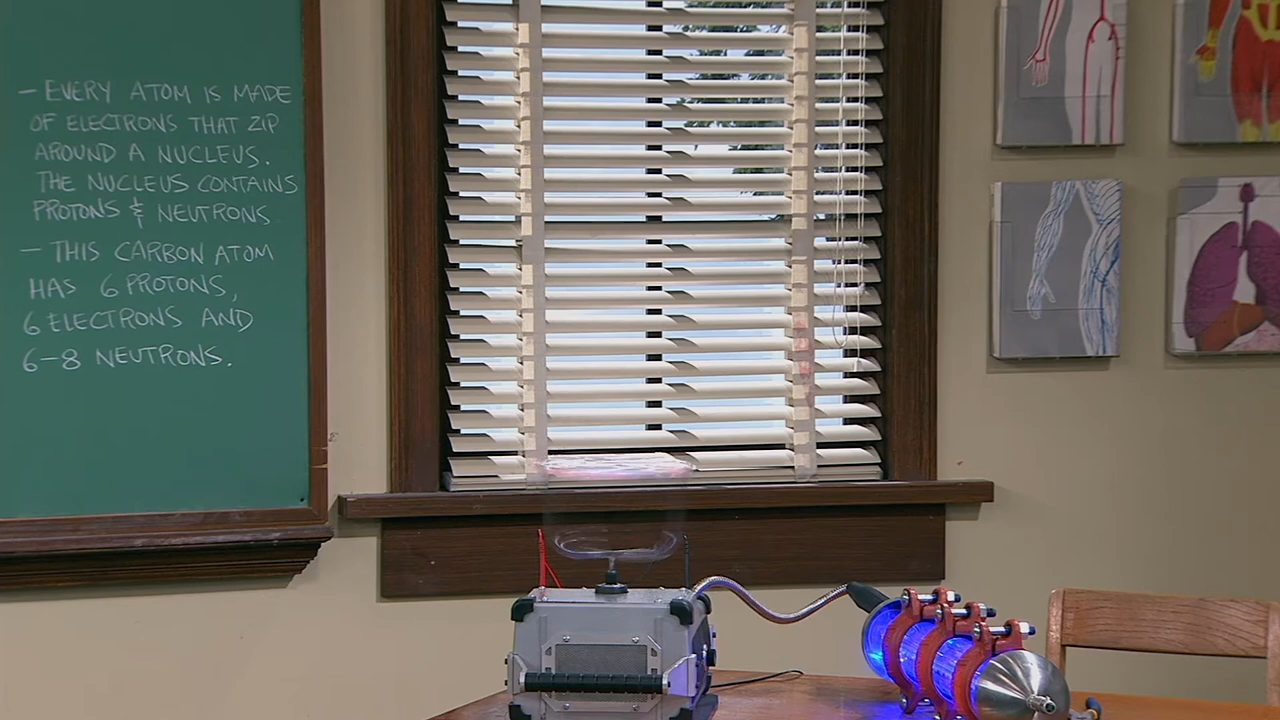 - EVERY ATOM IS MADE
OF ELECTRONS THAT ZIP
AROUND A NUCLEUS.
THE NUCLEUS CONTAINS
PROTONS & NEUTRONS
- THIS CARBON ATOM
HAS 6 PROTONS,
6 ELECTRONS AND
6-8 NEUTRONS.